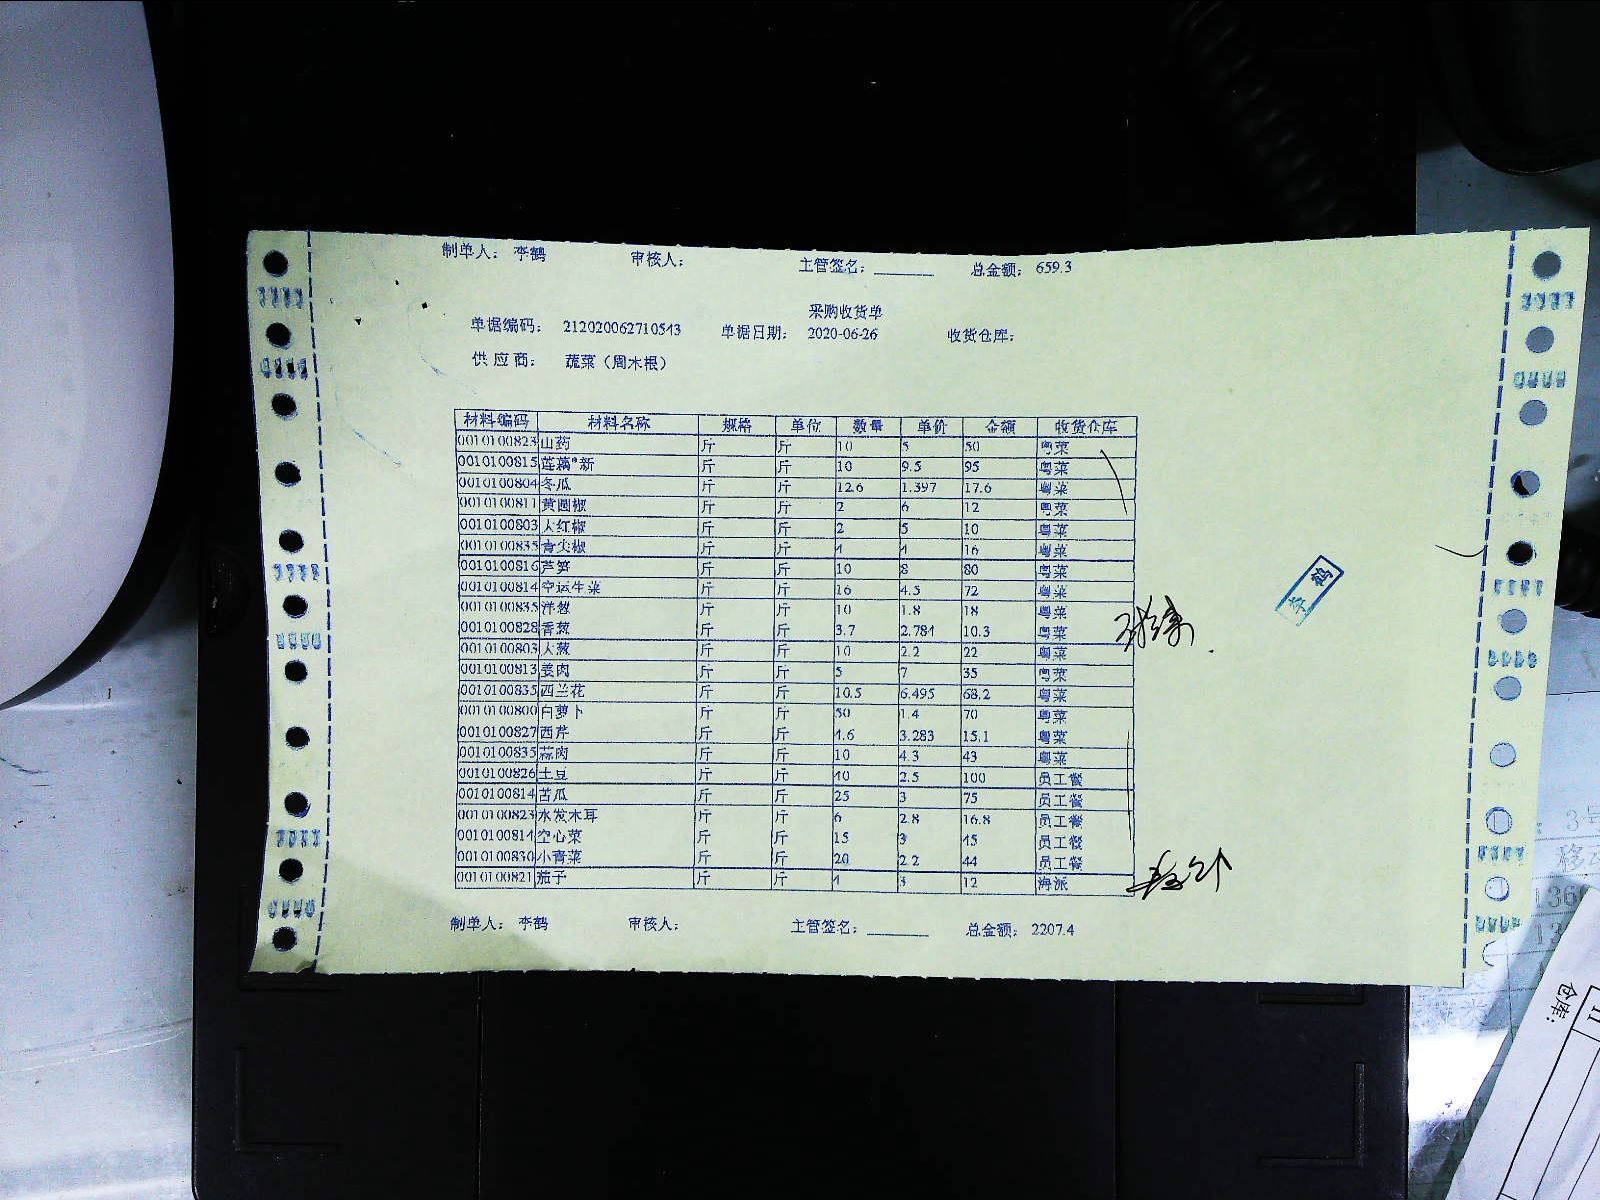 制单人： 李鹤 审核人： 主管签名：______ 总金额： 659.3
采购收货单
单据编码： 212020062710543 单据日期： 2020-06-26 收货仓库：
供 应 商： 蔬菜（周木根）
材料编码 材料名称 规格 单位 数量 单价 金额 收货仓库
0010100823 山药 斤 斤 10 5 50 粤菜
0010100815 莲藕*新 斤 斤 10 9.5 95 粤菜
0010100804 冬瓜 斤 斤 12.6 1.397 17.6 粤菜
0010100811 黄圆椒 斤 斤 2 6 12 粤菜
0010100803 大红椒 斤 斤 2 5 10 粤菜
0010100835 青尖椒 斤 斤 4 4 16 粤菜
0010100816 芦笋 斤 斤 10 8 80 粤菜
0010100814 空运生菜 斤 斤 16 4.5 72 粤菜
0010100835 洋葱 斤 斤 10 1.8 18 粤菜
0010100828 香葱 斤 斤 3.7 2.784 10.3 粤菜
0010100803 大葱 斤 斤 10 2.2 22 粤菜
0010100813 姜肉 斤 斤 5 7 35 粤菜
0010100835 西兰花 斤 斤 10.5 6.495 68.2 粤菜
0010100800 白萝卜 斤 斤 50 1.4 70 粤菜
0010100827 西芹 斤 斤 4.6 3.283 15.1 粤菜
0010100835 蒜肉 斤 斤 10 4.3 43 粤菜
0010100826 土豆 斤 斤 40 2.5 100 员工餐
0010100814 苦瓜 斤 斤 25 3 75 员工餐
0010100823 水发木耳 斤 斤 6 2.8 16.8 员工餐
0010100814 空心菜 斤 斤 15 3 45 员工餐
0010100830 小青菜 斤 斤 20 2.2 44 员工餐
0010100821 茄子 斤 斤 4 3 12 海派
李鹤
制单人： 李鹤 审核人： 主管签名：______ 总金额： 2207.4
仓库：